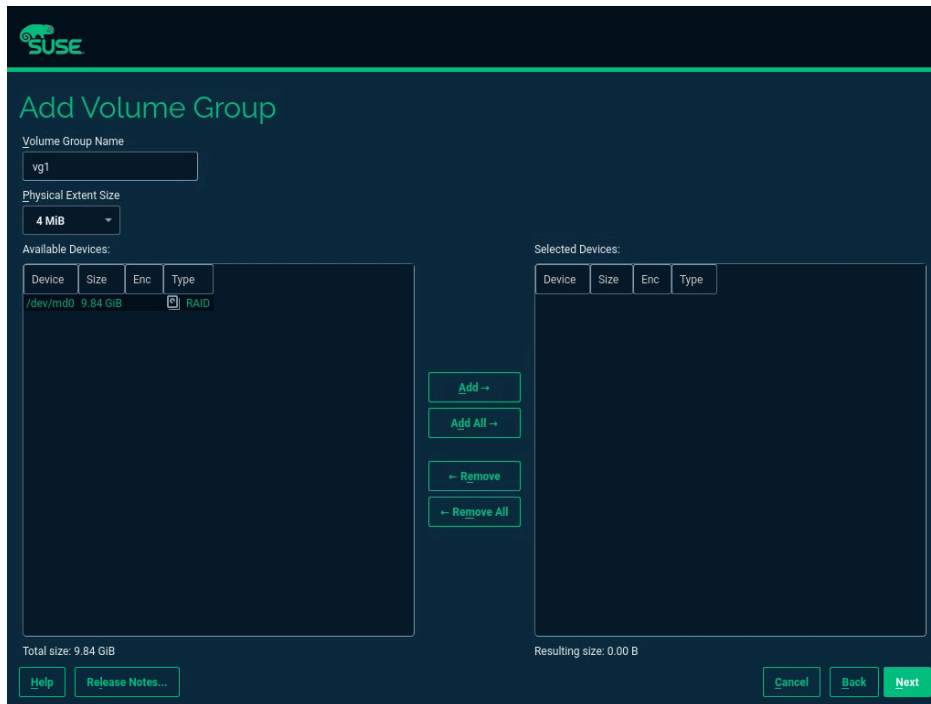 SUSE
Add Volume Group
Volume Group Name
vg1
Physical Extent Size
4 MiB
Available Devices:
Device Size Enc Type
/dev/md0 9.84 GiB RAID
Total size: 9.84 GiB
Add →
Add All →
← Remove
← Remove All
Selected Devices:
Device Size Enc Type
Resulting size: 0.00 B
Help Release Notes... Cancel Back Next